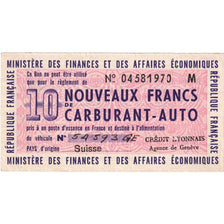 MINISTÈRE DES FINANCES ET DES AFFAIRES ÉCONOMIQUES
Ce Bon ne peut être utilisé
que pour le règlement de
No 04581970 M
10 NOUVEAUX FRANCS
DE CARBURANT-AUTO
pris à un poste d'essence en France et destiné à l'alimentation
du véhicule No 54593 GE
CRÉDIT LYONNAIS
PAYS d'origine Suisse
Agence de Genève
MINISTÈRE DES FINANCES ET DES AFFAIRES ÉCONOMIQUES
RÉPUBLIQUE FRANÇAISE
RÉPUBLIQUE FRANÇAISE